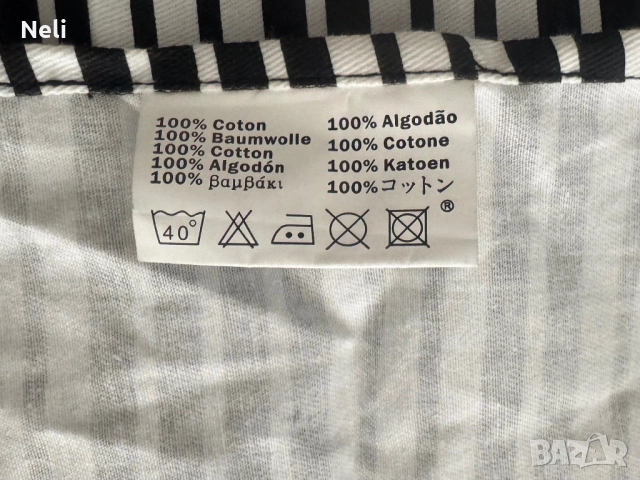 Neli
100% Coton
100% Baumwolle
100% Cotton
100% Algodón
100% βαμβάκι
100% Algodão
100% Cotone
100% Katoen
100% コットン
40°
®
BAZAR